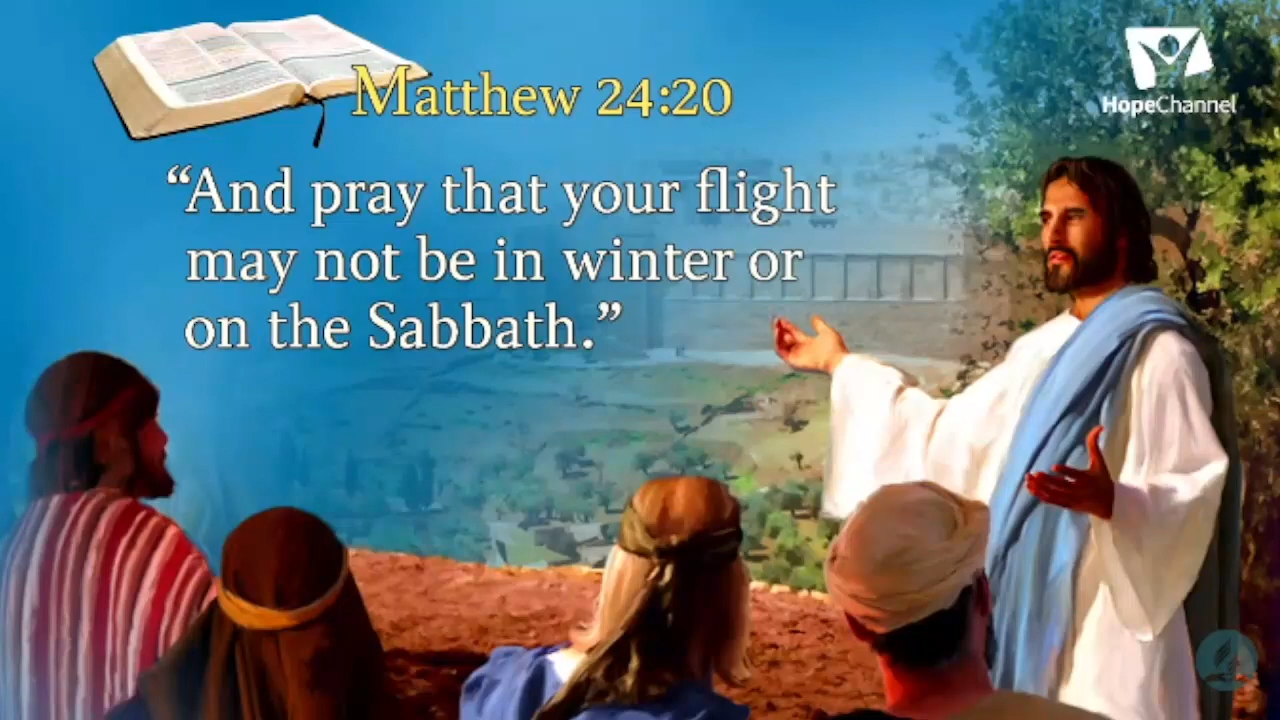 HopeChannel
Matthew 24:20
“And pray that your flight
may not be in winter or
on the Sabbath.”